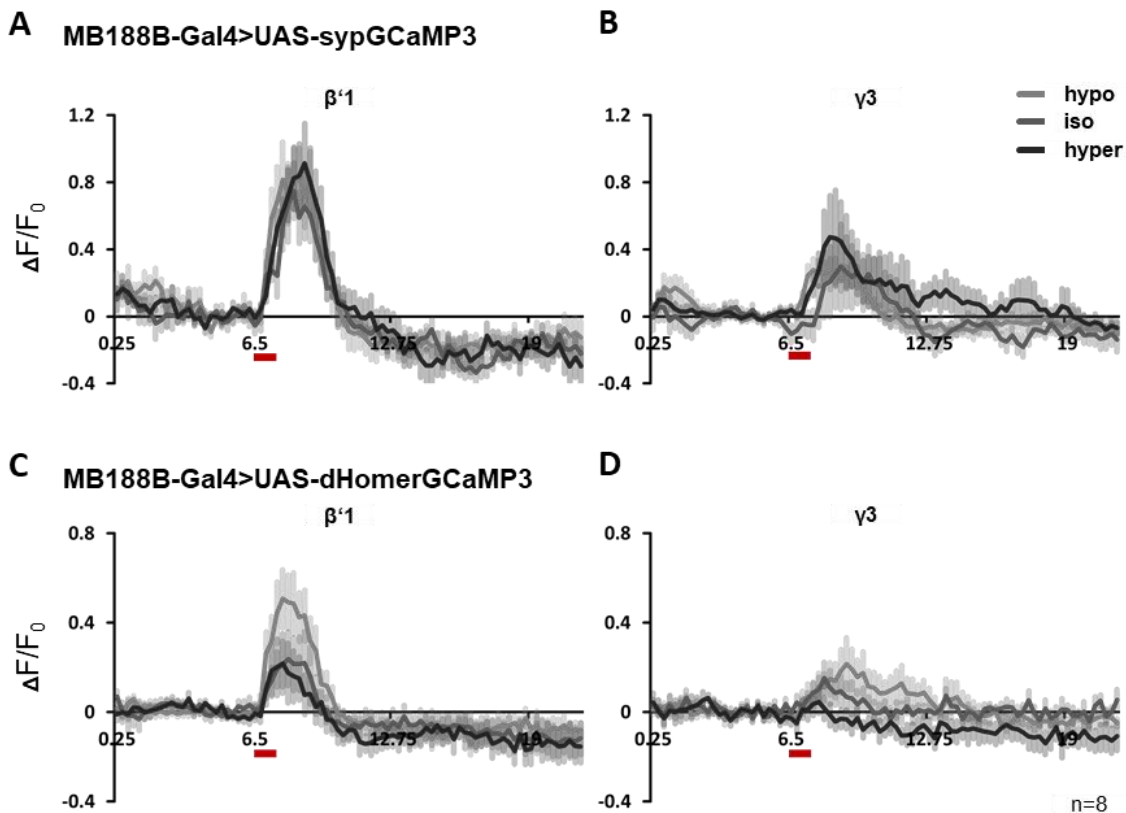 A MB188B-Gal4>UAS-sypGCaMP3
B
β‘1
γ3
hypo
iso
hyper
ΔF/F0
1.2
0.8
0.4
0
-0.4
0.25 6.5 12.75 19
1.2
0.8
0.4
0
-0.4
0.25 6.5 12.75 19
C MB188B-Gal4>UAS-dHomerGCaMP3
D
β‘1
γ3
ΔF/F0
0.8
0.4
0
-0.4
0.25 6.5 12.75 19
0.8
0.4
0
-0.4
0.25 6.5 12.75 19
n=8